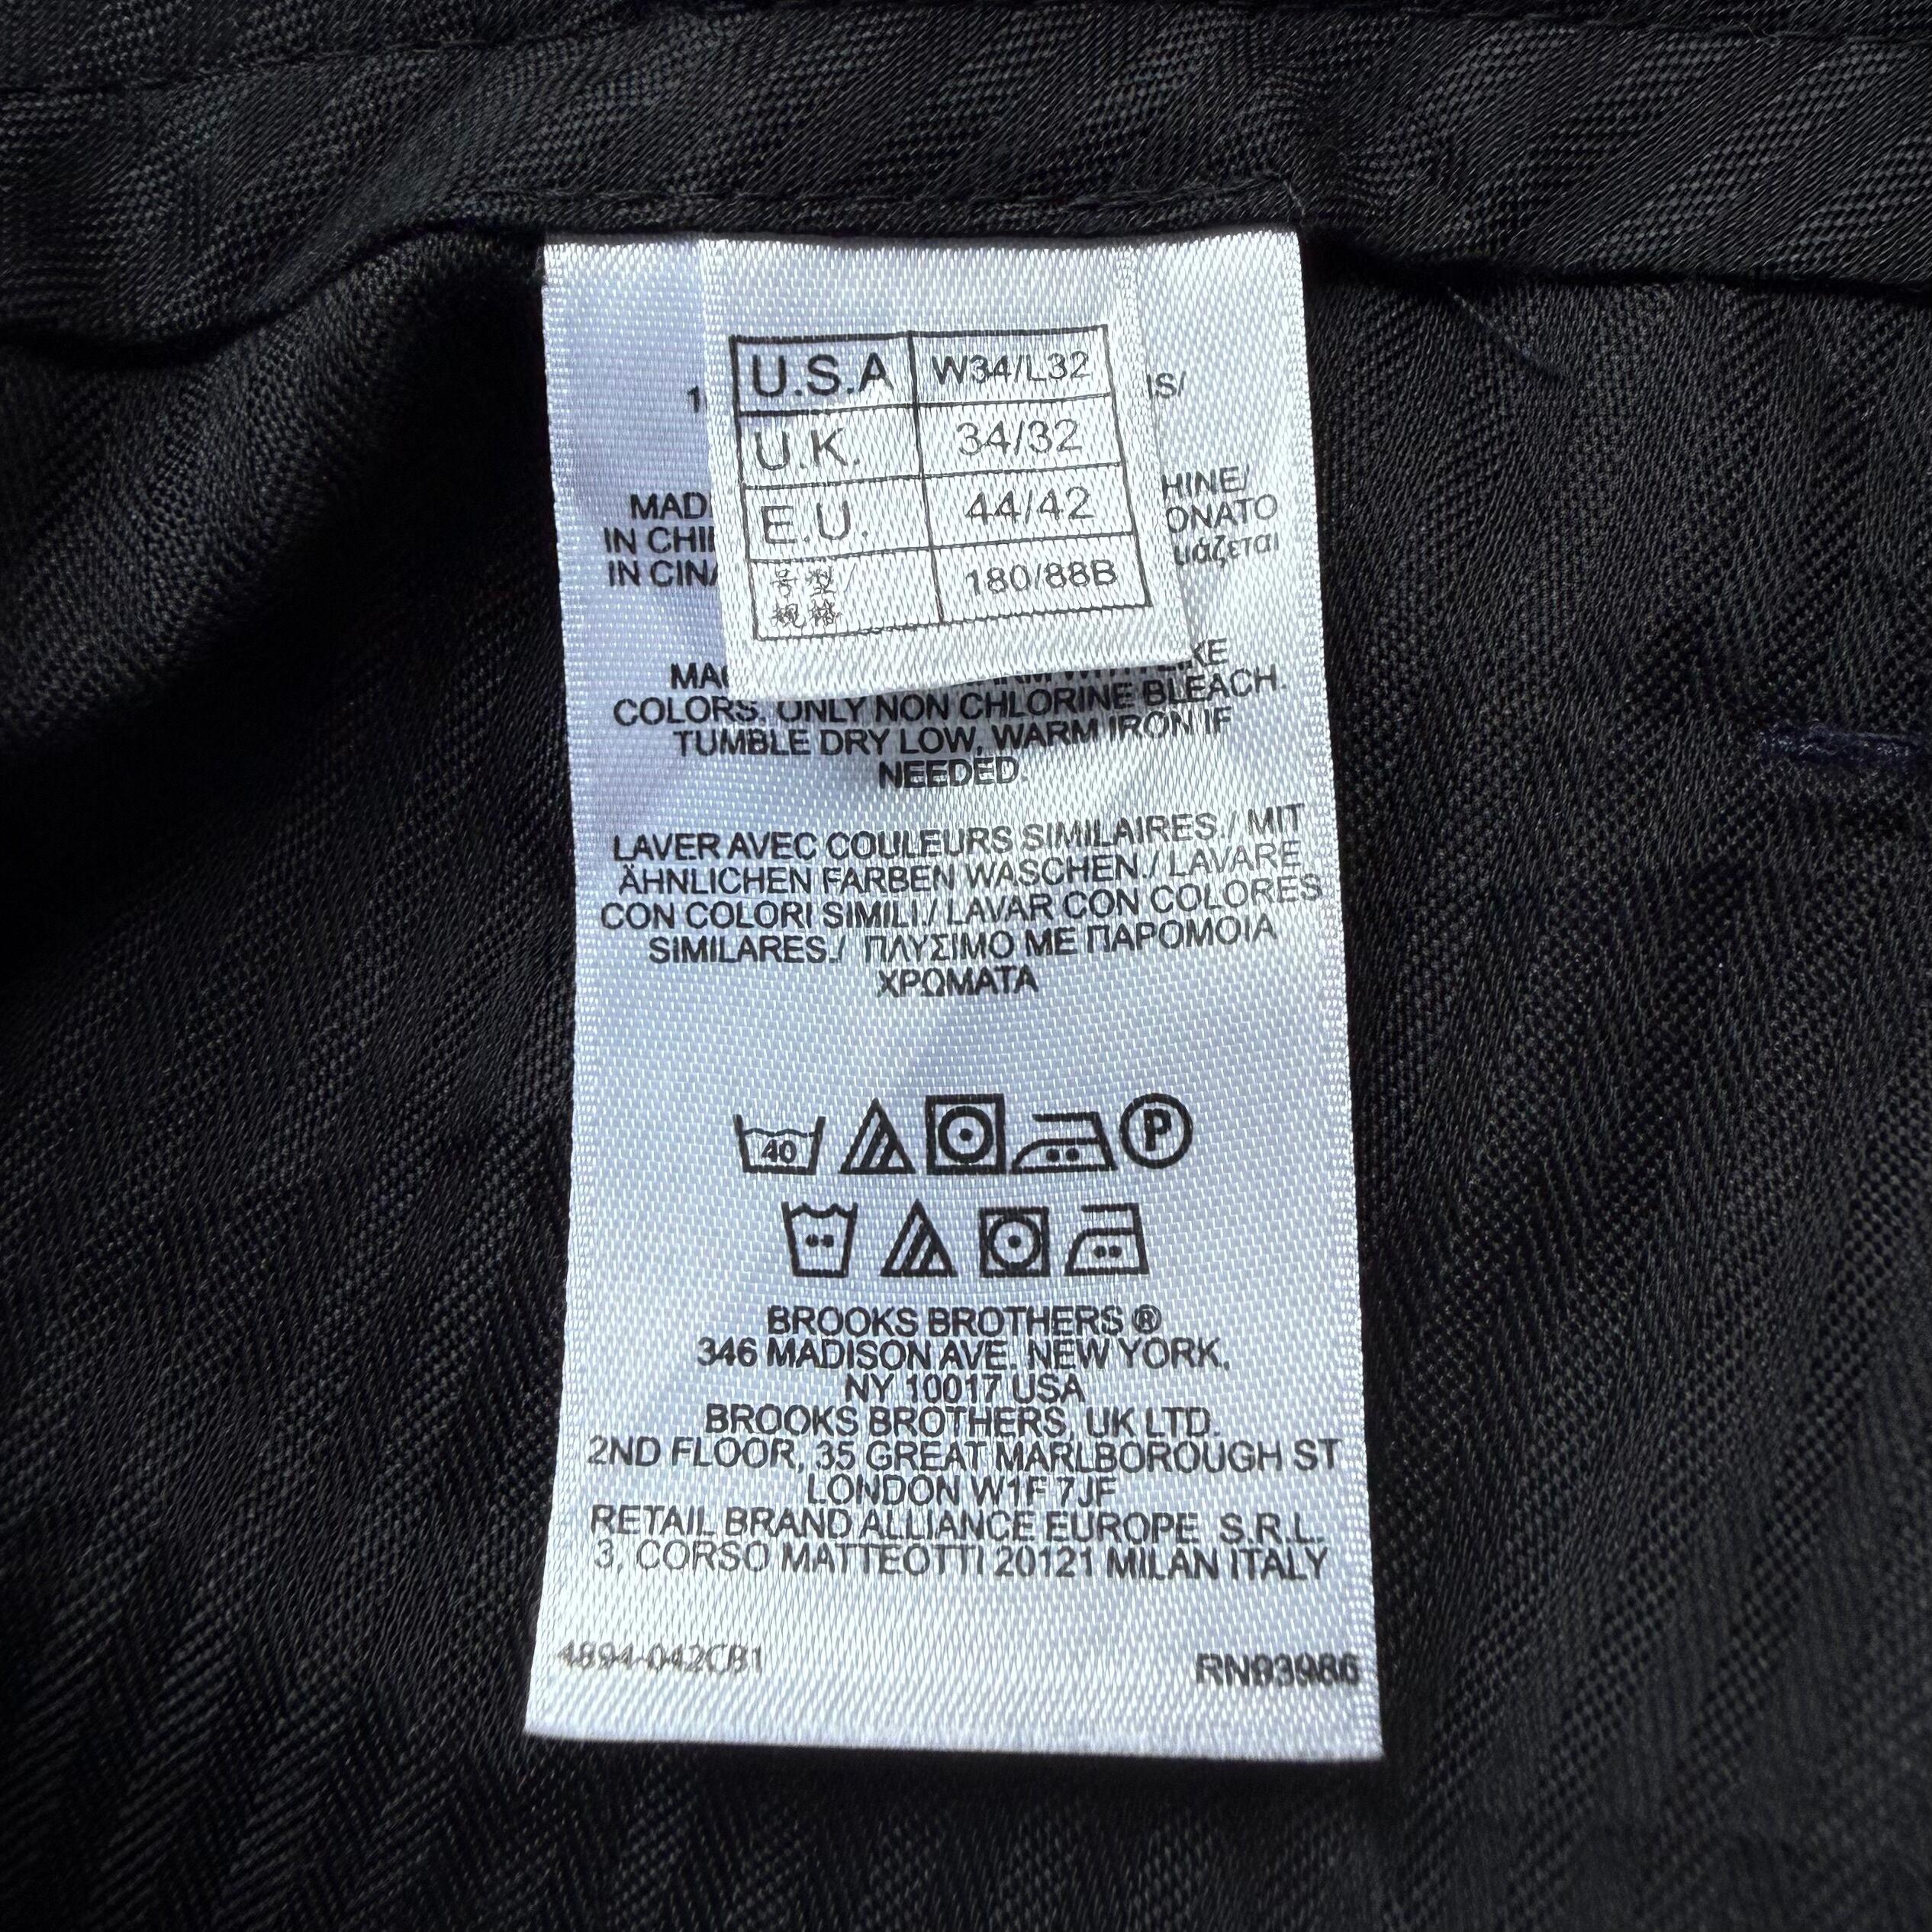 U.S.A W34/L32
U.K. 34/32
E.U. 44/42
号型/ 180/88B
规格
IS/
MAD HINE/
IN CHI ONATO
IN CINA
COLORS. ONLY NON CHLORINE BLEACH.
TUMBLE DRY LOW, WARM IRON IF
NEEDED.
LAVER AVEC COULEURS SIMILAIRES./ MIT
ÄHNLICHEN FARBEN WASCHEN./ LAVARE
CON COLORI SIMILI./ LAVAR CON COLORES
SIMILARES./ ΠΛΥΣΙΜΟ ΜΕ ΠΑΡΟΜΟΙΑ
ΧΡΩΜΑΤΑ
40 P
BROOKS BROTHERS ®
346 MADISON AVE. NEW YORK,
NY 10017 USA
BROOKS BROTHERS, UK LTD.
2ND FLOOR, 35 GREAT MARLBOROUGH ST
LONDON W1F 7JF
RETAIL BRAND ALLIANCE EUROPE, S.R.L.
3, CORSO MATTEOTTI 20121 MILAN ITALY
4894-042CB1 RN93986